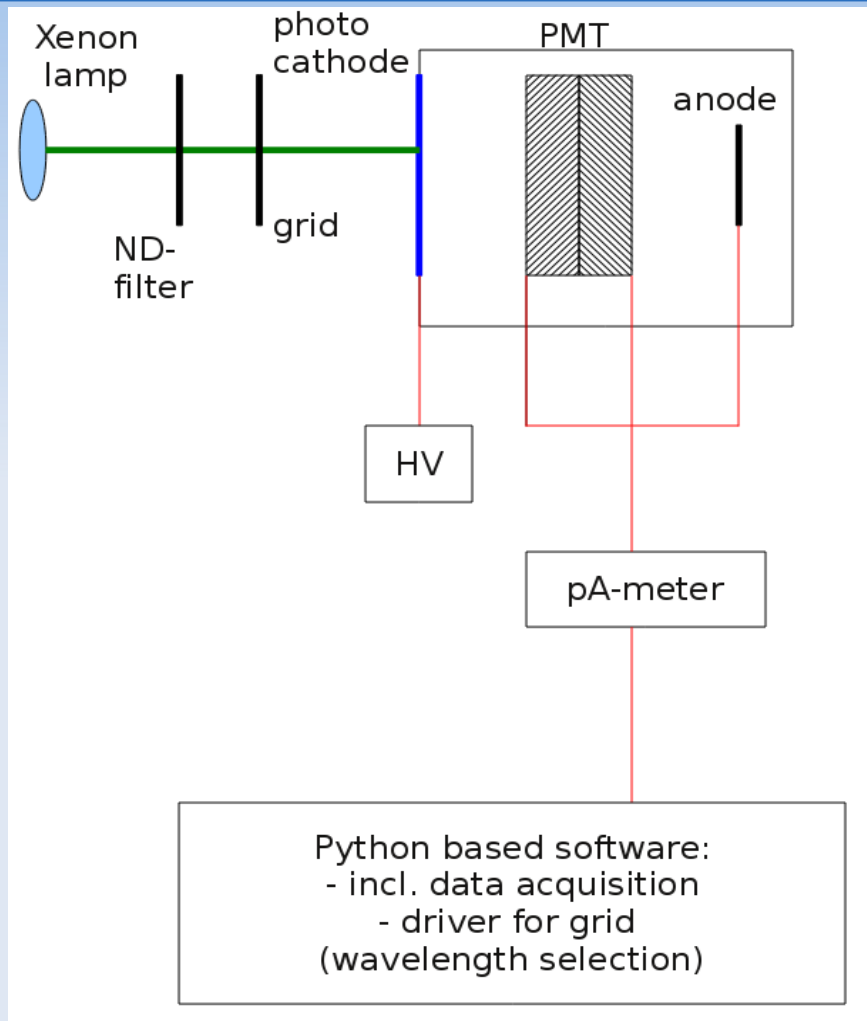 Xenon
lamp
photo
cathode
PMT
anode
ND-
filter
grid
HV
pA-meter
Python based software:
- incl. data acquisition
- driver for grid
(wavelength selection)